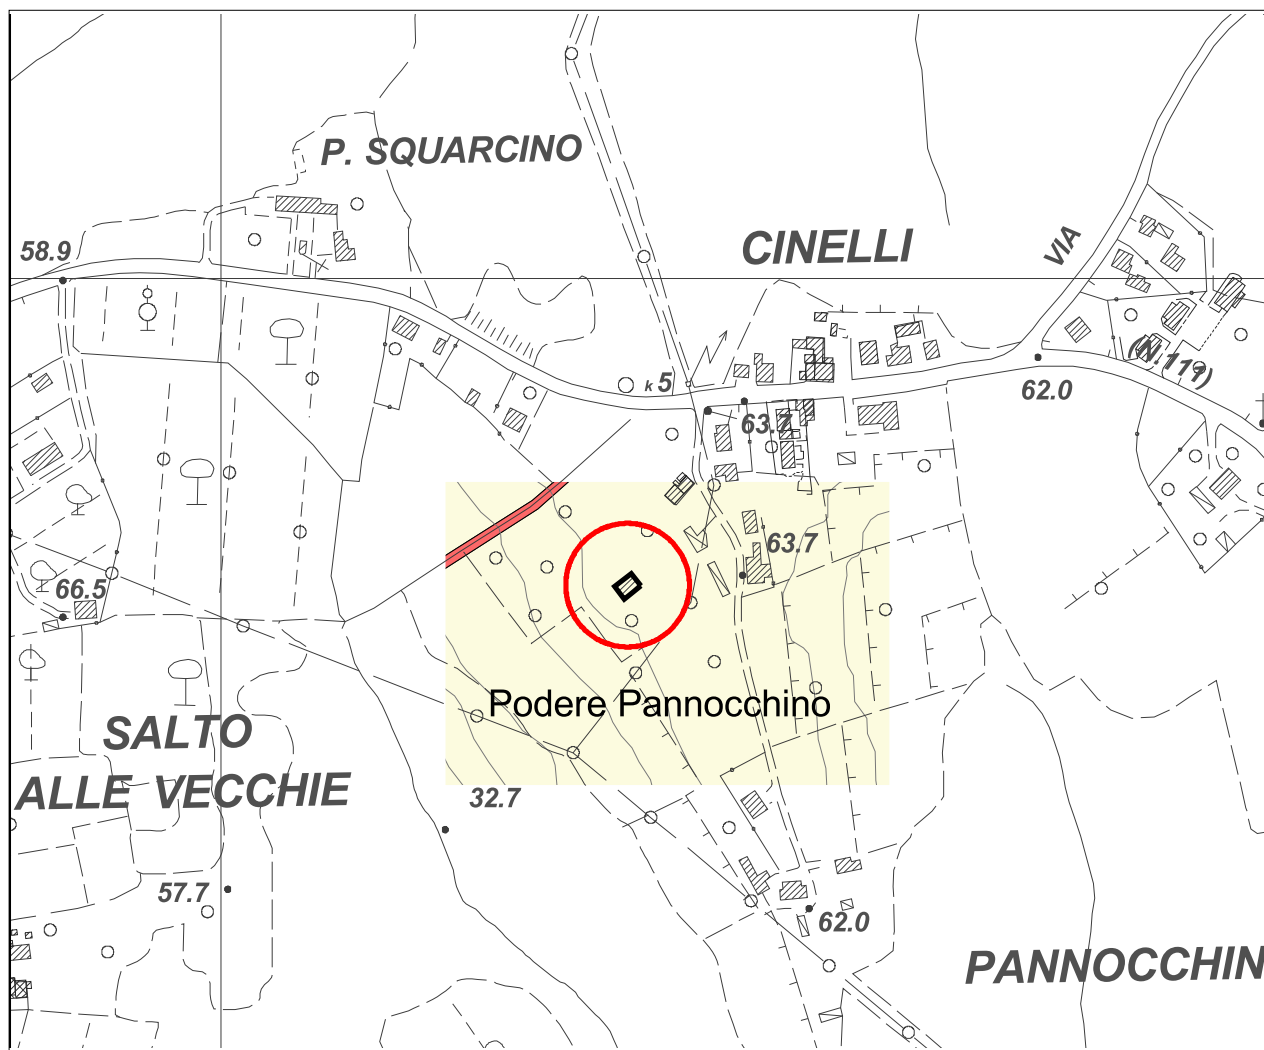 P. SQUARCINO
58.9
CINELLI
VIA
(N.111)
k 5
62.0
63.7
63.7
66.5
Podere Pannocchino
SALTO
ALLE VECCHIE
32.7
57.7
62.0
PANNOCCHIN